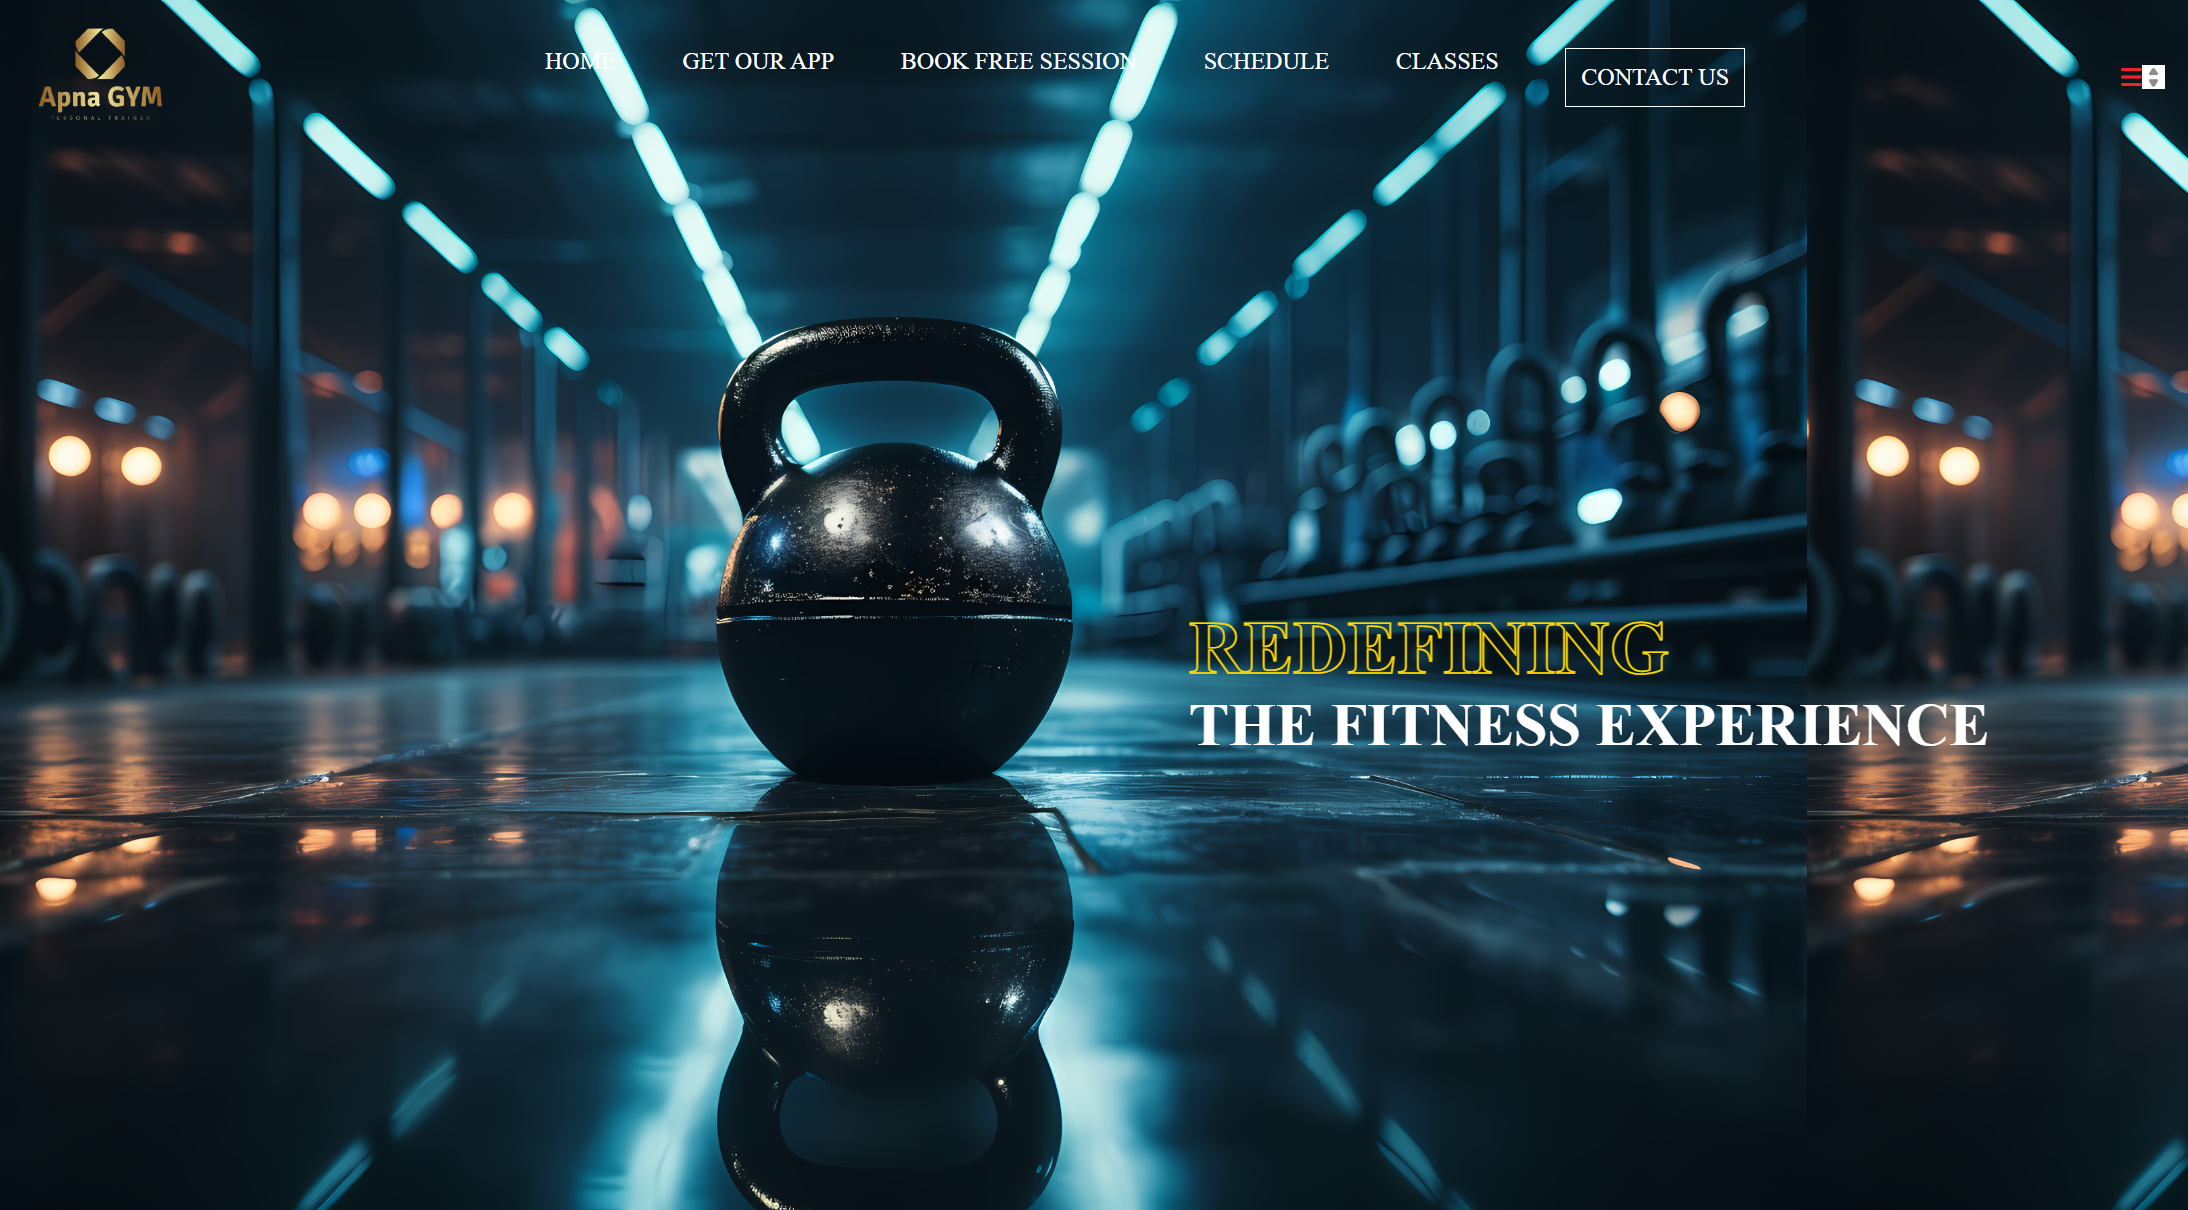 Apna GYM
PERSONAL TRAINER
HOME
GET OUR APP
BOOK FREE SESSION
SCHEDULE
CLASSES
CONTACT US
REDEFINING
THE FITNESS EXPERIENCE